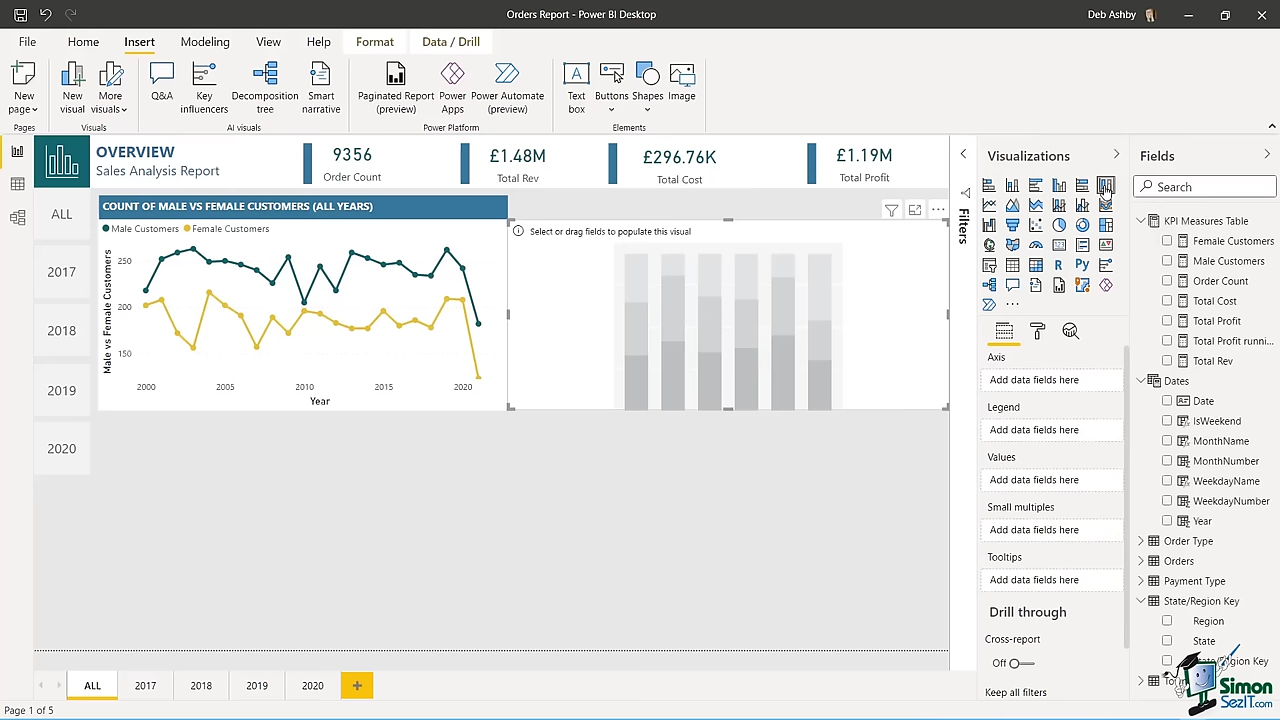 Orders Report - Power BI Desktop
Deb Ashby
File Home Insert Modeling View Help Format Data / Drill
New page
New visual
More visuals
Q&A
Key influencers
Decomposition tree
Smart narrative
Paginated Report (preview)
Power Apps
Power Automate (preview)
Text box
Buttons
Shapes
Image
Pages
Visuals
AI visuals
Power Platform
Elements
OVERVIEW
Sales Analysis Report
9356
Order Count
£1.48M
Total Rev
£296.76K
Total Cost
£1.19M
Total Profit
ALL
2017
2018
2019
2020
COUNT OF MALE VS FEMALE CUSTOMERS (ALL YEARS)
Male Customers Female Customers
Male vs Female Customers
250
200
150
2000 2005 2010 2015 2020
Year
Select or drag fields to populate this visual
Filters
Visualizations
R Py
Axis
Add data fields here
Legend
Add data fields here
Values
Add data fields here
Small multiples
Add data fields here
Tooltips
Add data fields here
Drill through
Cross-report
Off
Keep all filters
Fields
Search
KPI Measures Table
Female Customers
Male Customers
Order Count
Total Cost
Total Profit
Total Profit runni...
Total Rev
Dates
Date
IsWeekend
MonthName
MonthNumber
WeekdayName
WeekdayNumber
Year
Order Type
Orders
Payment Type
State/Region Key
Region
State
Key
ALL 2017 2018 2019 2020 +
Page 1 of 5
Simon
SezIT.com